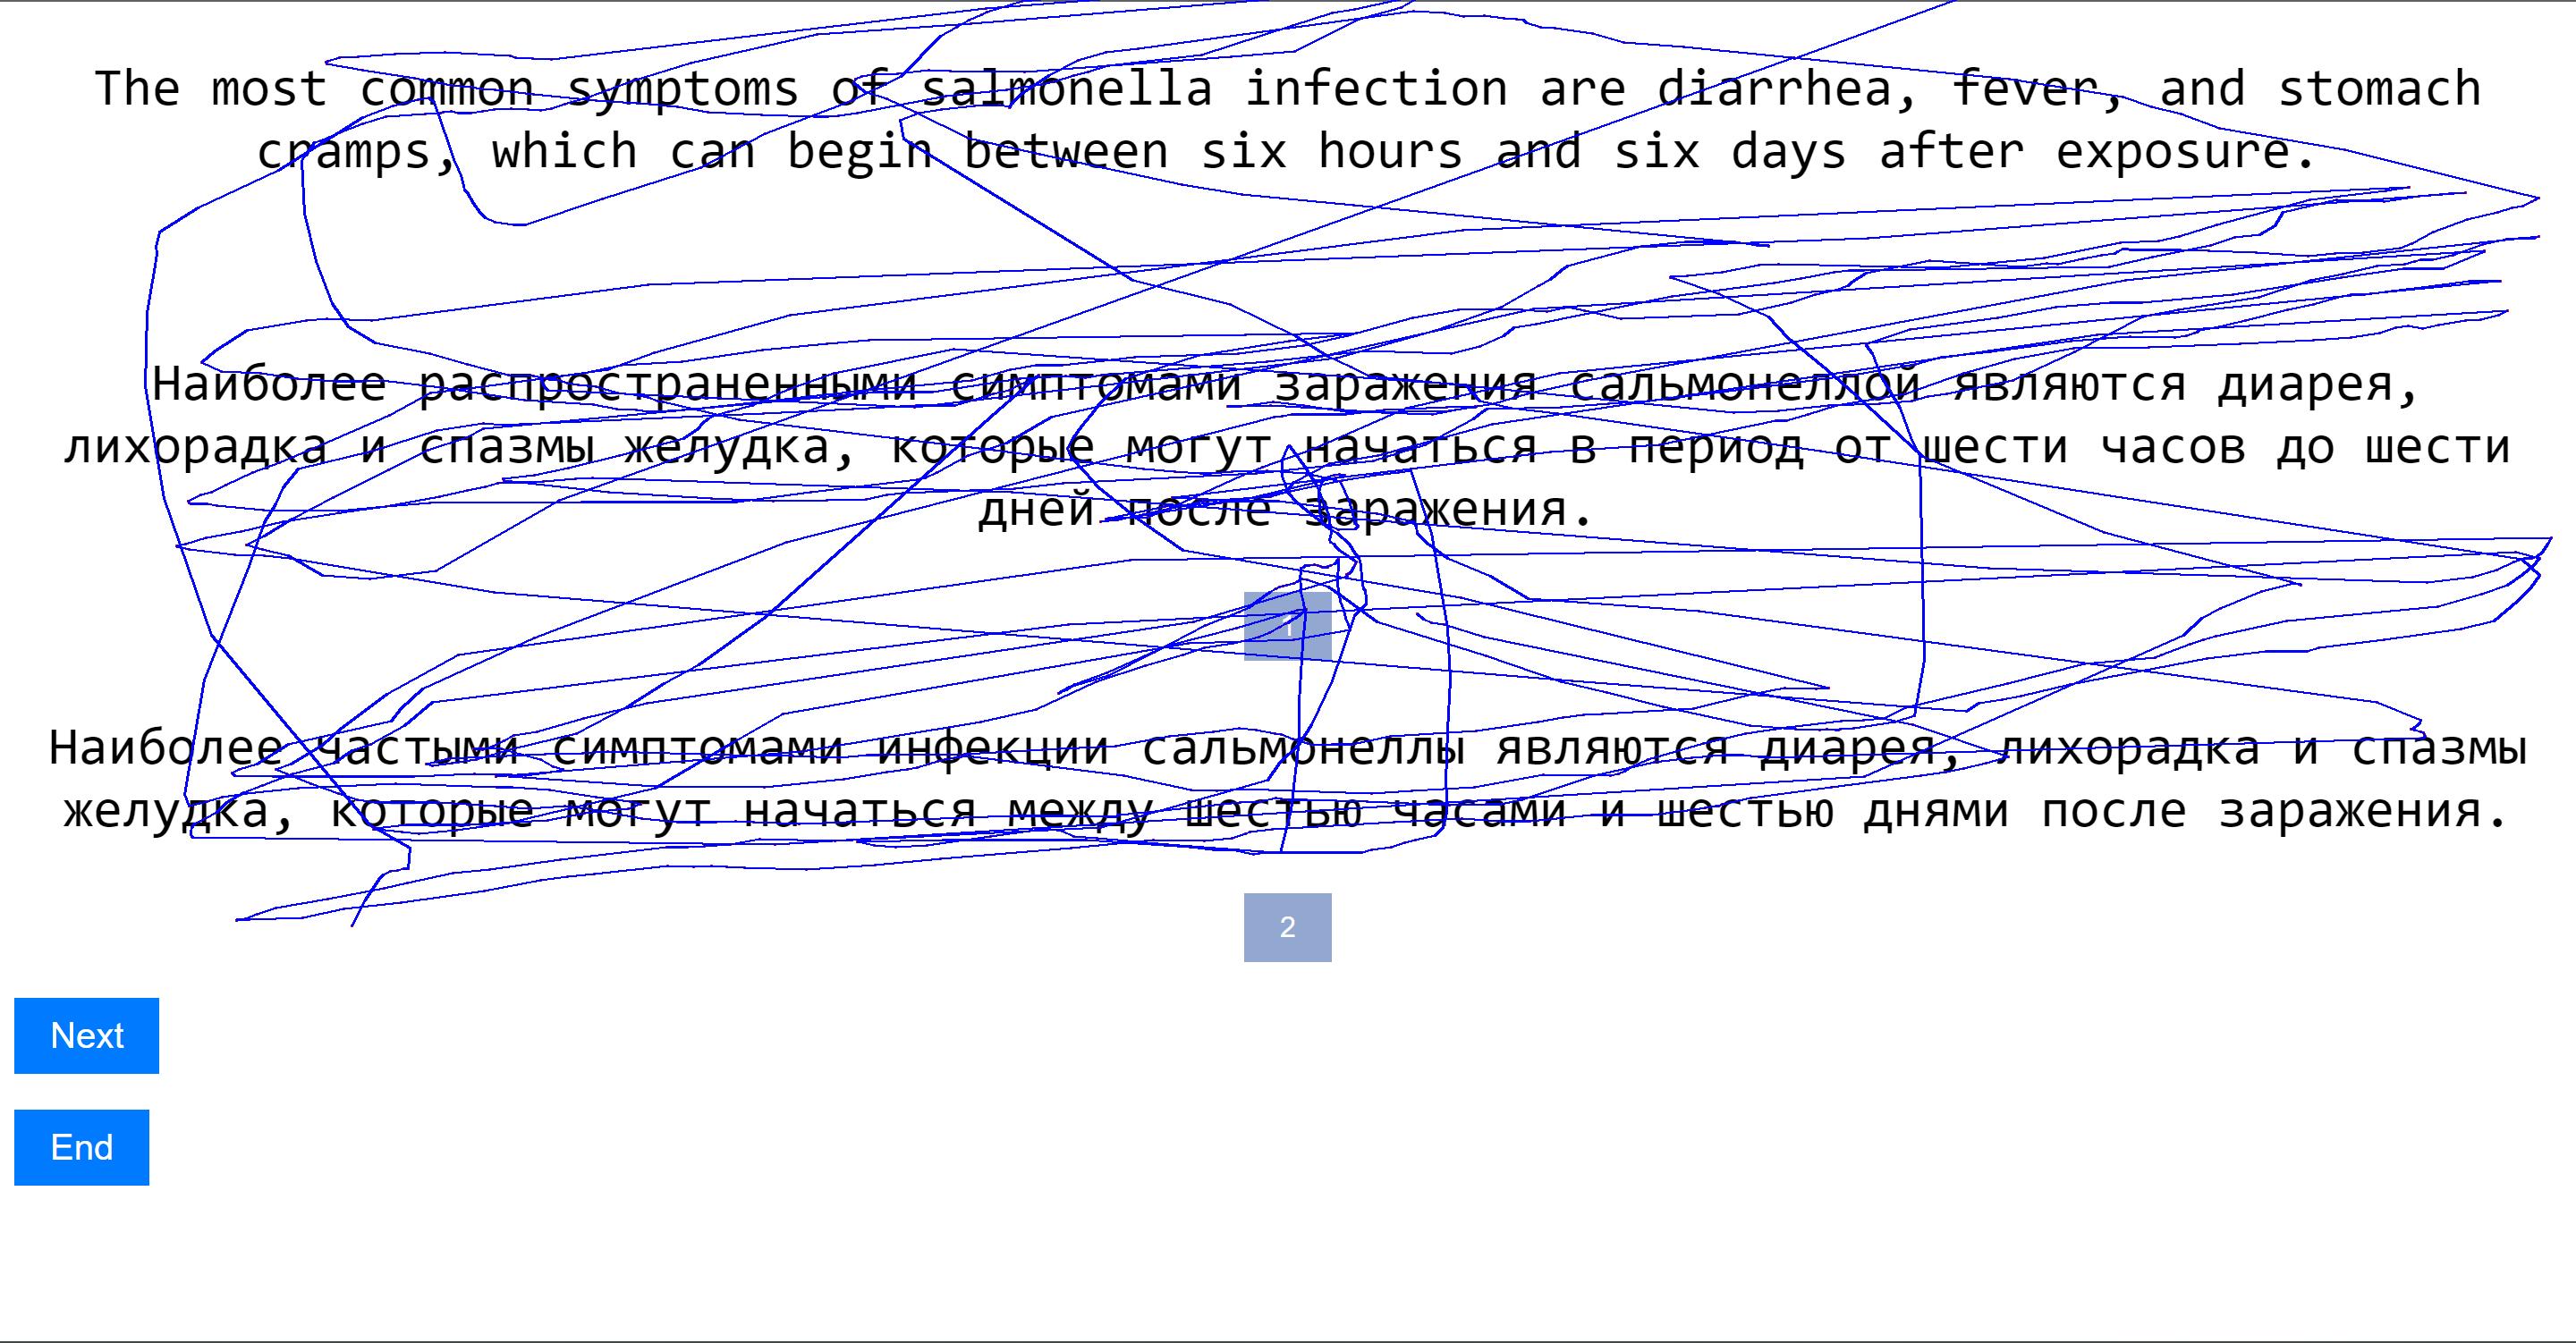 The most common symptoms of salmonella infection are diarrhea, fever, and stomach
cramps, which can begin between six hours and six days after exposure.
Наиболее распространенными симптомами заражения сальмонеллой являются диарея,
лихорадка и спазмы желудка, которые могут начаться в период от шести часов до шести
дней после заражения.
1
Наиболее частыми симптомами инфекции сальмонеллы являются диарея, лихорадка и спазмы
желудка, которые могут начаться между шестью часами и шестью днями после заражения.
2
Next
End